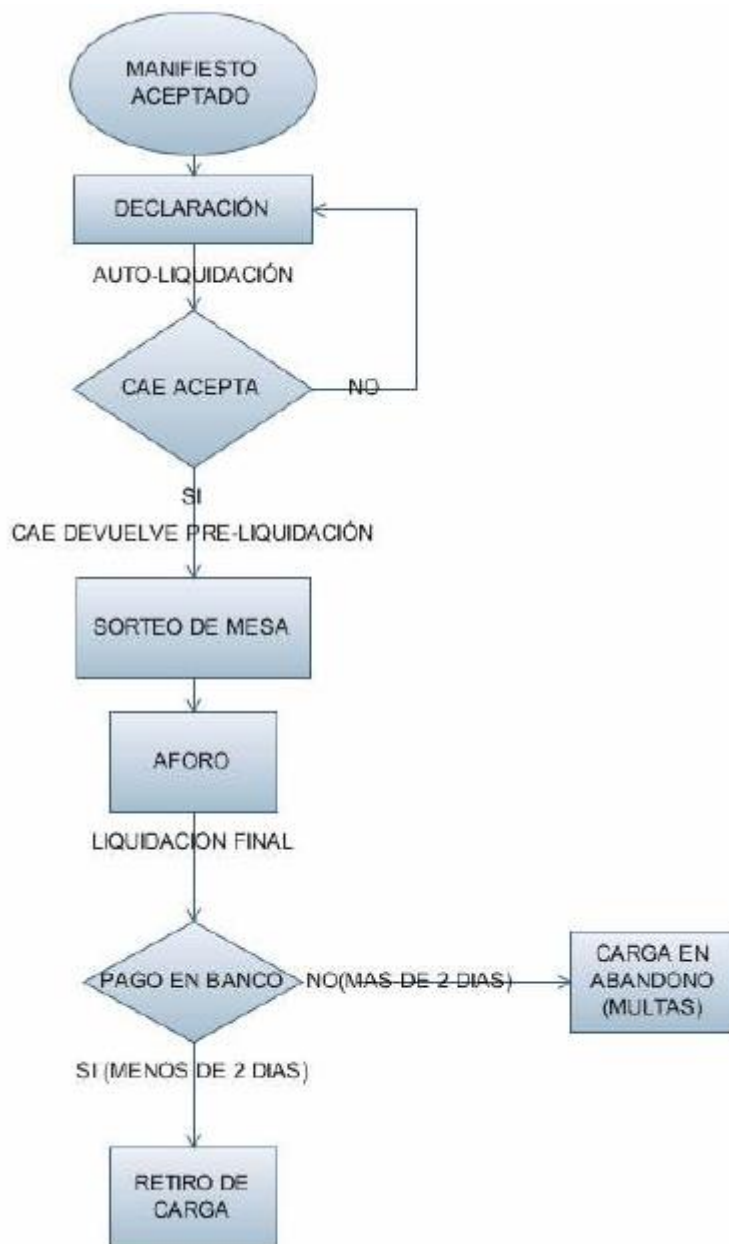 MANIFIESTO
ACEPTADO
DECLARACIÓN
AUTO-LIQUIDACIÓN
CAE ACEPTA
NO
SI
CAE DEVUELVE PRE-LIQUIDACIÓN
SORTEO DE MESA
AFORO
LIQUIDACION FINAL
PAGO EN BANCO
NO(MAS DE 2 DIAS)
CARGA EN
ABANDONO
(MULTAS)
SI (MENOS DE 2 DIAS)
RETIRO DE
CARGA